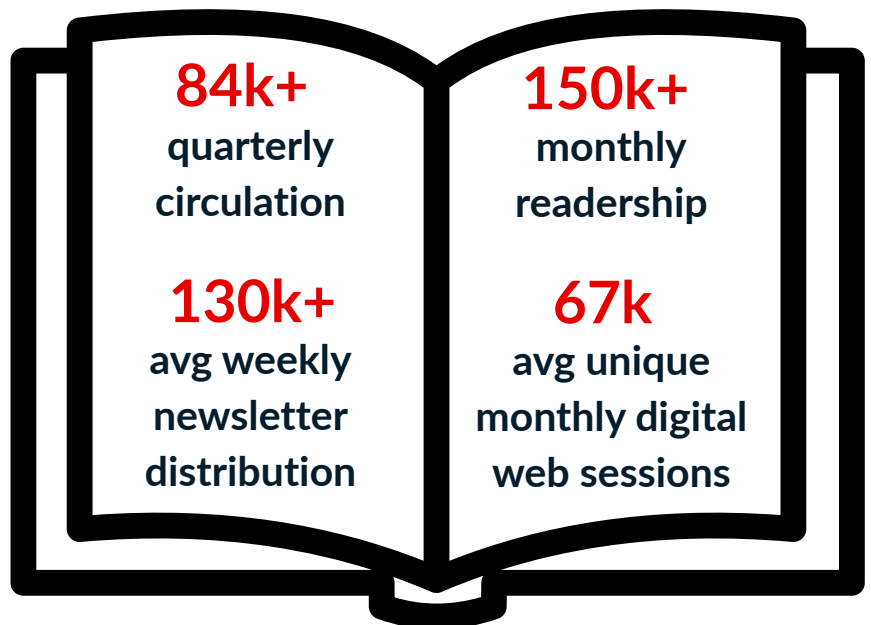 84k+
quarterly
circulation
130k+
avg weekly
newsletter
distribution
150k+
monthly
readership
67k
avg unique
monthly digital
web sessions